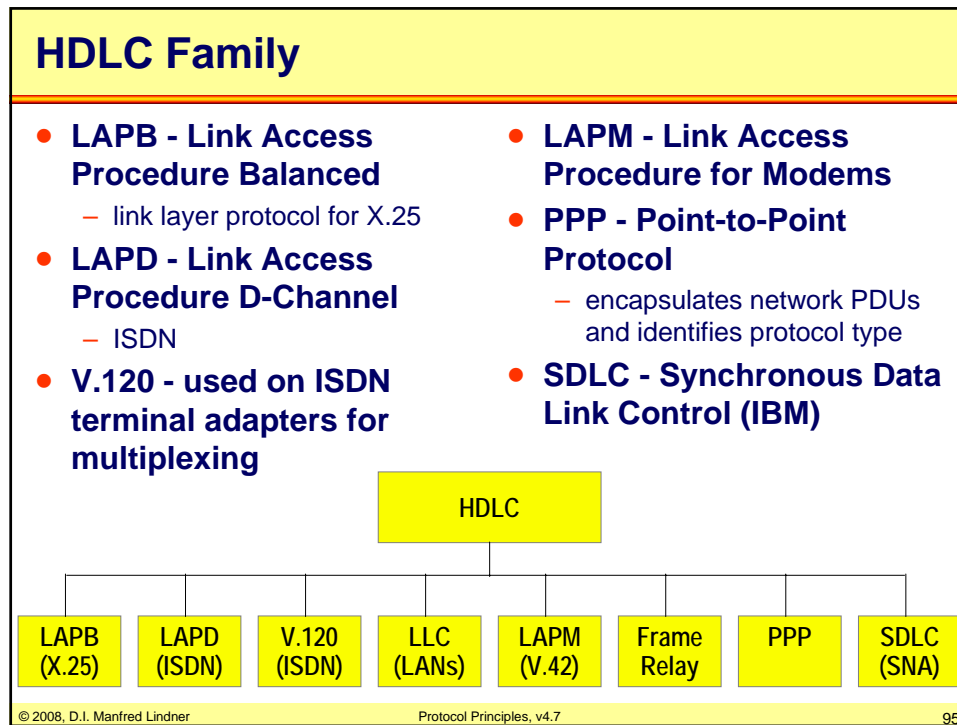 HDLC Family
• LAPB - Link Access
Procedure Balanced
– link layer protocol for X.25
• LAPD - Link Access
Procedure D-Channel
– ISDN
• V.120 - used on ISDN
terminal adapters for
multiplexing
• LAPM - Link Access
Procedure for Modems
• PPP - Point-to-Point
Protocol
– encapsulates network PDUs
and identifies protocol type
• SDLC - Synchronous Data
Link Control (IBM)
HDLC
LAPB
(X.25)
LAPD
(ISDN)
V.120
(ISDN)
LLC
(LANs)
LAPM
(V.42)
Frame
Relay
PPP
SDLC
(SNA)
© 2008, D.I. Manfred Lindner
Protocol Principles, v4.7
95